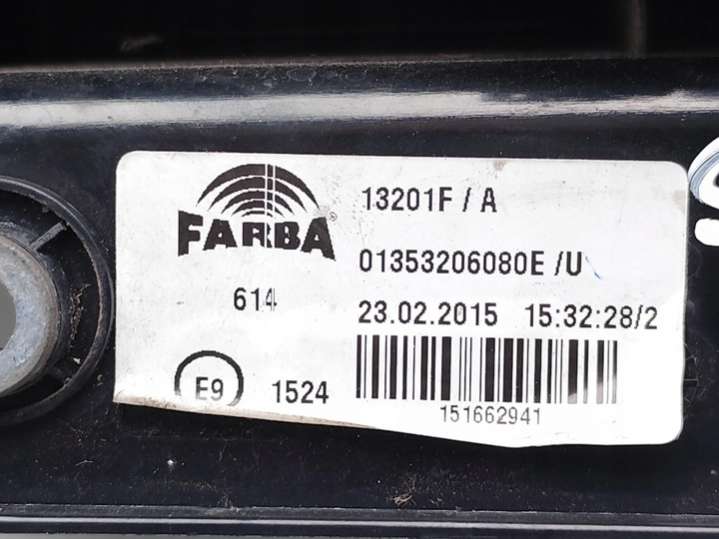 FARBA®
13201F / A
01353206080E /U
614
23.02.2015 15:32:28/2
E9 1524
151662941